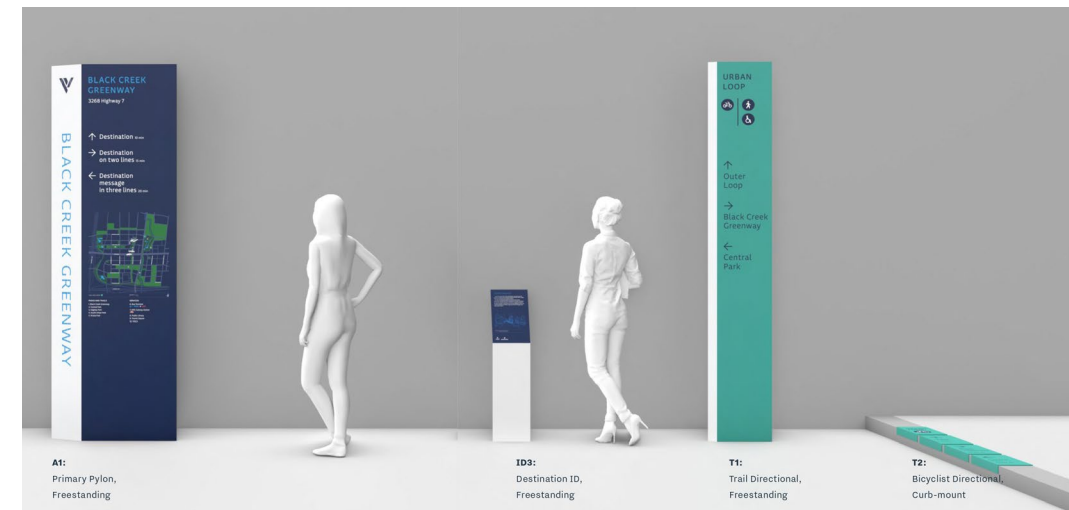 BLACK CREEK
GREENWAY
3268 Highway 7
Destination
Destination
on two lines
Destination
message
in three lines
BLACK CREEK GREENWAY
URBAN
LOOP
Outer
Loop
Black Creek
Greenway
Central
Park
A1:
Primary Pylon,
Freestanding
ID3:
Destination ID,
Freestanding
T1:
Trail Directional,
Freestanding
T2:
Bicyclist Directional,
Curb-mount